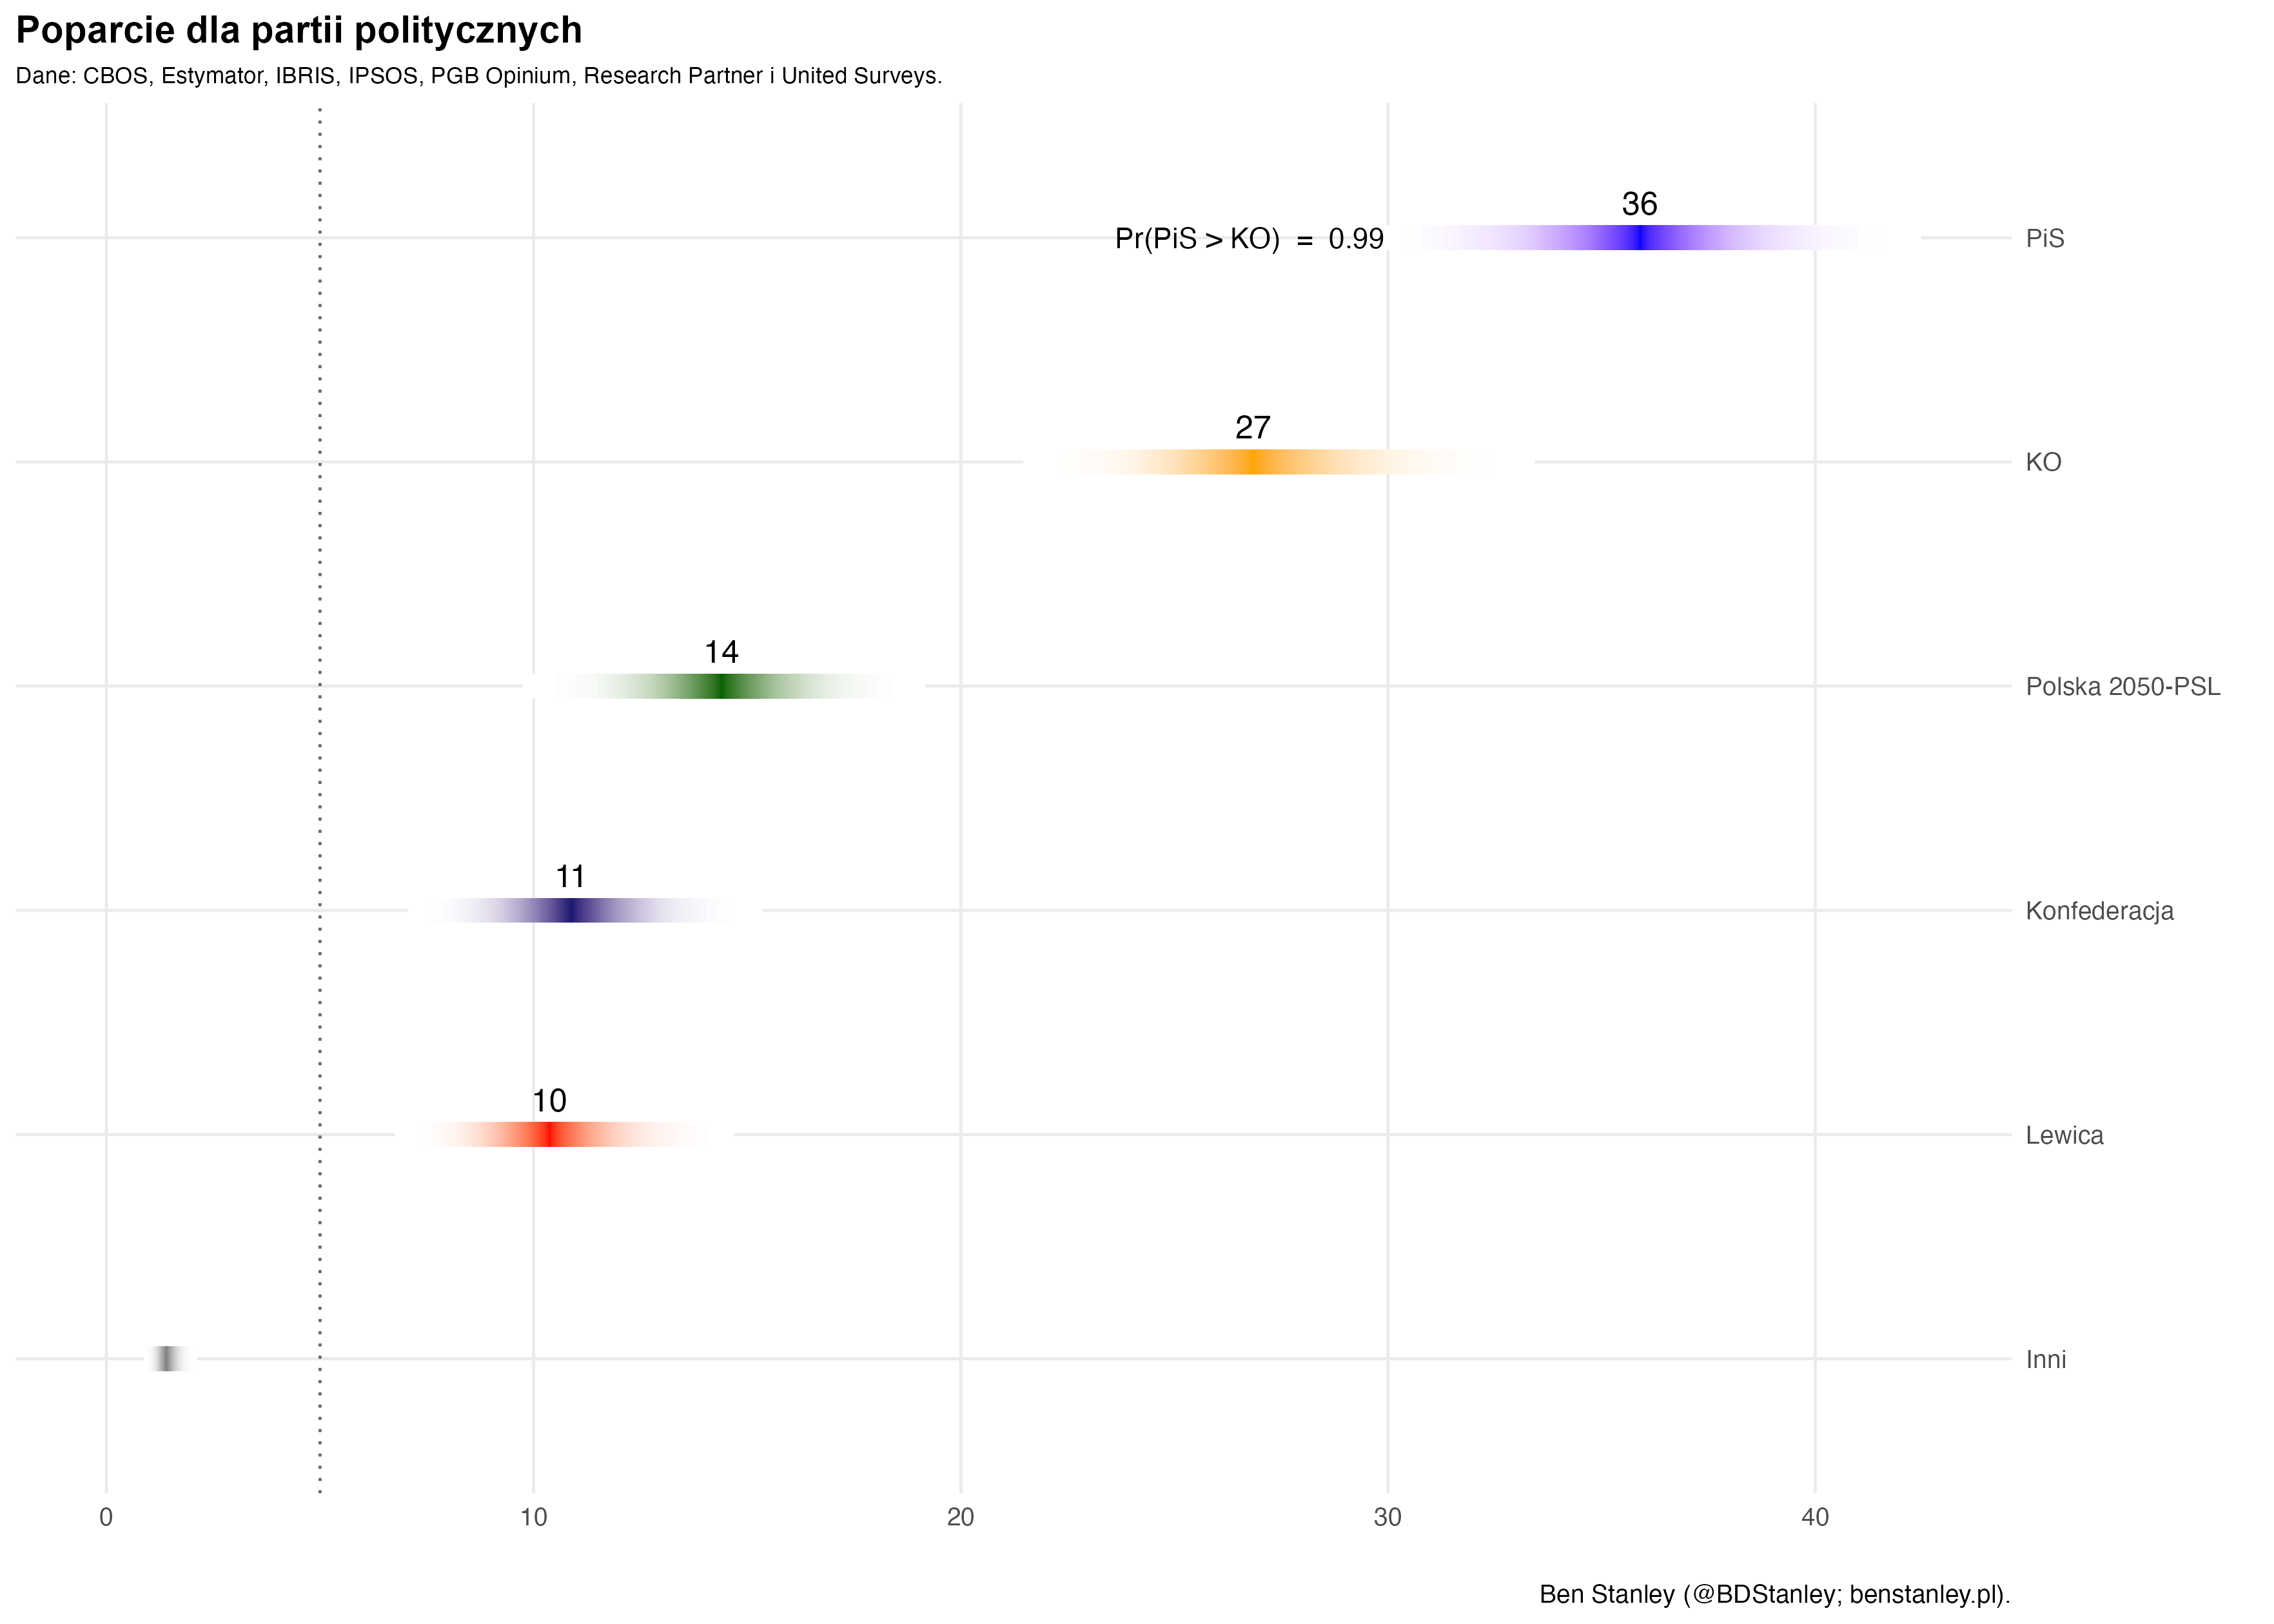 Poparcie dla partii politycznych
Dane: CBOS, Estymator, IBRIS, IPSOS, PGB Opinium, Research Partner i United Surveys.
36
Pr(PiS > KO) = 0.99
PiS
27
KO
14
Polska 2050-PSL
11
Konfederacja
10
Lewica
Inni
0 10 20 30 40
Ben Stanley (@BDStanley; benstanley.pl).